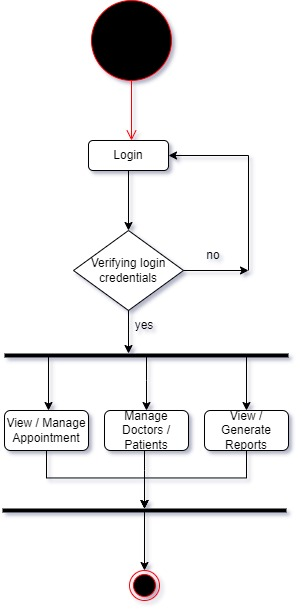 Login
Verifying login
credentials
no
yes
View / Manage
Appointment
Manage
Doctors /
Patients
View /
Generate
Reports